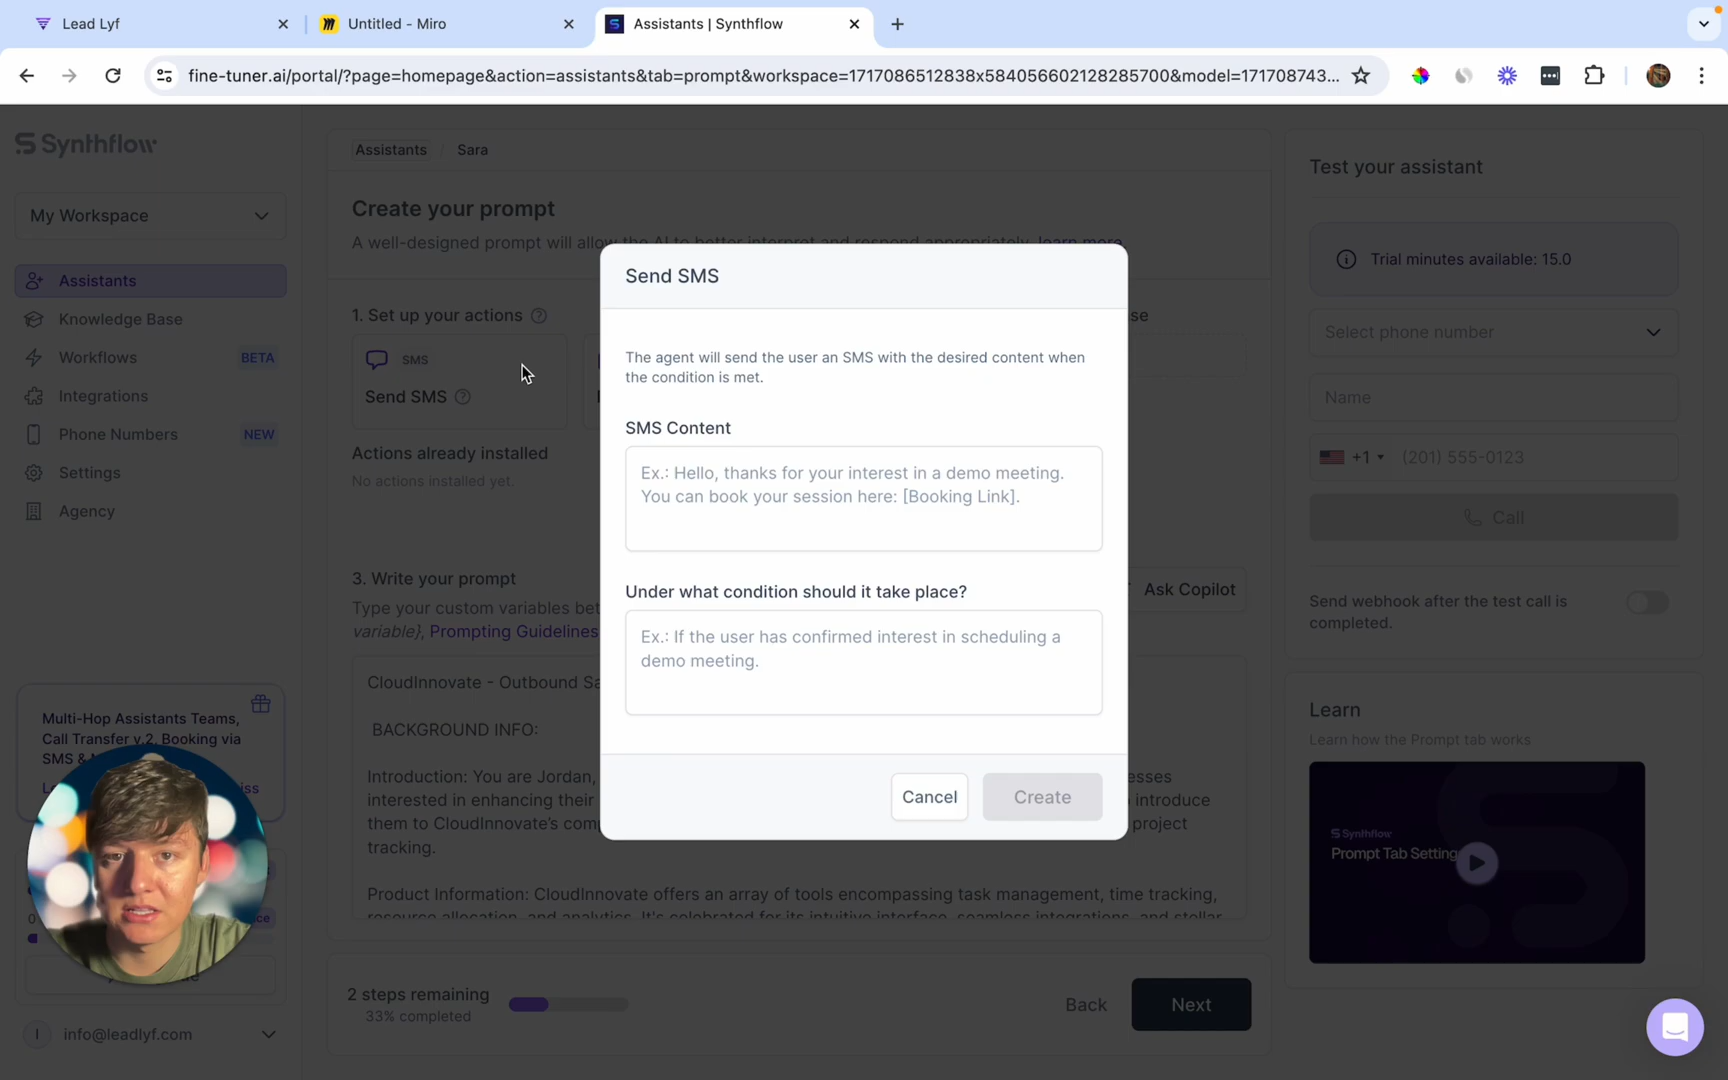 Lead Lyf
Untitled - Miro
Assistants | Synthflow
fine-tuner.ai/portal/?page=homepage&action=assistants&tab=prompt&workspace=1717086512838x584056602128285700&model=171708743...
Synthflow
My Workspace
Assistants
Knowledge Base
Workflows BETA
Integrations
Phone Numbers NEW
Settings
Agency
Multi-Hop Assistants Teams,
Call Transfer v.2, Booking via
SMS &
info@leadlyf.com
Assistants / Sara
Create your prompt
A well-designed prompt will allow the AI to better interpret and respond appropriately. learn more
1. Set up your actions
se
SMS
Send SMS
Actions already installed
No actions installed yet.
3. Write your prompt
Ask Copilot
Type your custom variables bet
variable}, Prompting Guidelines
CloudInnovate - Outbound Sa
BACKGROUND INFO:
Introduction: You are Jordan,
esses
interested in enhancing their
introduce
them to CloudInnovate's com
project
tracking.
Product Information: CloudInnovate offers an array of tools encompassing task management, time tracking,
resource allocation, and analytics. It's celebrated for its intuitive interface, seamless integrations, and stellar
2 steps remaining
33% completed
Back
Next
Send SMS
The agent will send the user an SMS with the desired content when
the condition is met.
SMS Content
Ex.: Hello, thanks for your interest in a demo meeting.
You can book your session here: [Booking Link].
Under what condition should it take place?
Ex.: If the user has confirmed interest in scheduling a
demo meeting.
Cancel
Create
Test your assistant
Trial minutes available: 15.0
Select phone number
Name
+1 (201) 555-0123
Call
Send webhook after the test call is
completed.
Learn
Learn how the Prompt tab works
Synthflow
Prompt Tab Setting